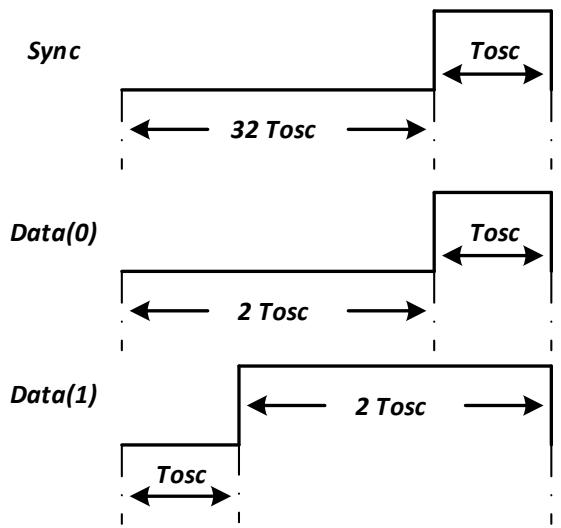 Sync
Tosc
32 Tosc
Data(0)
Tosc
2 Tosc
Data(1)
2 Tosc
Tosc